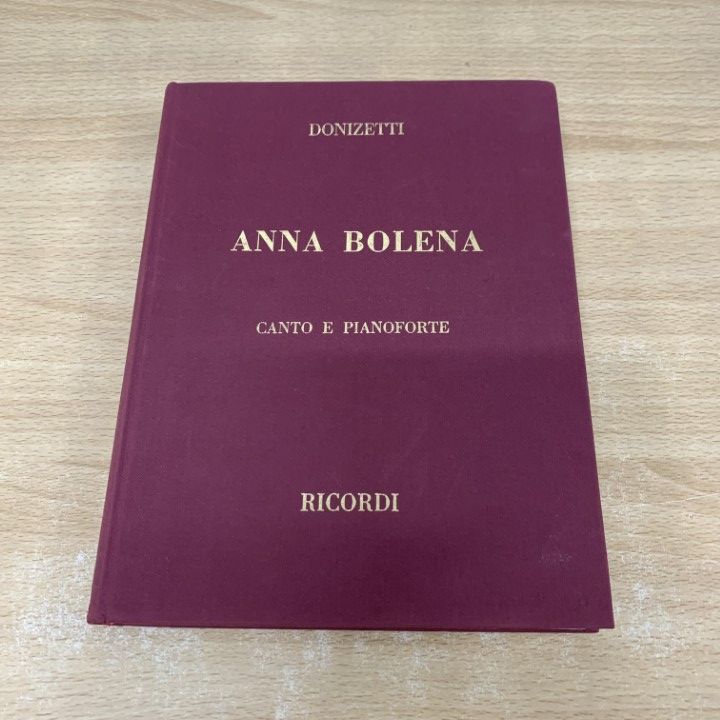 DONIZETTI
ANNA BOLENA
CANTO E PIANOFORTE
RICORDI